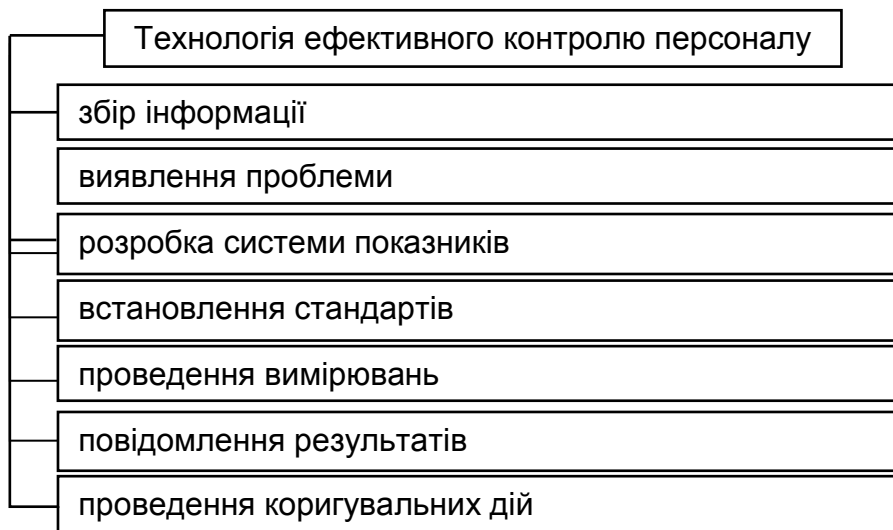 Технологія ефективного контролю персоналу
збір інформації
виявлення проблеми
розробка системи показників
встановлення стандартів
проведення вимірювань
повідомлення результатів
проведення коригувальних дій